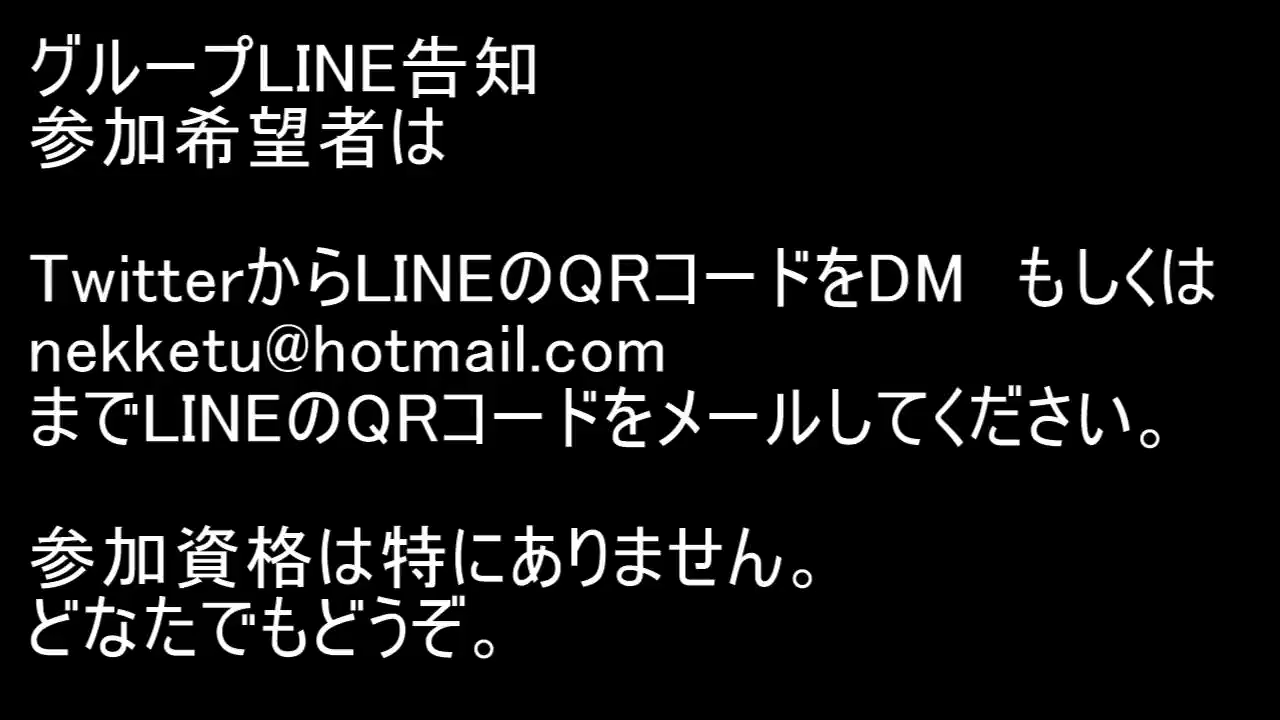 グループLINE告知
参加希望者は
TwitterからLINEのQRコードをDM　もしくは
nekketu@hotmail.com
までLINEのQRコードをメールしてください。
参加資格は特にありません。
どなたでもどうぞ。